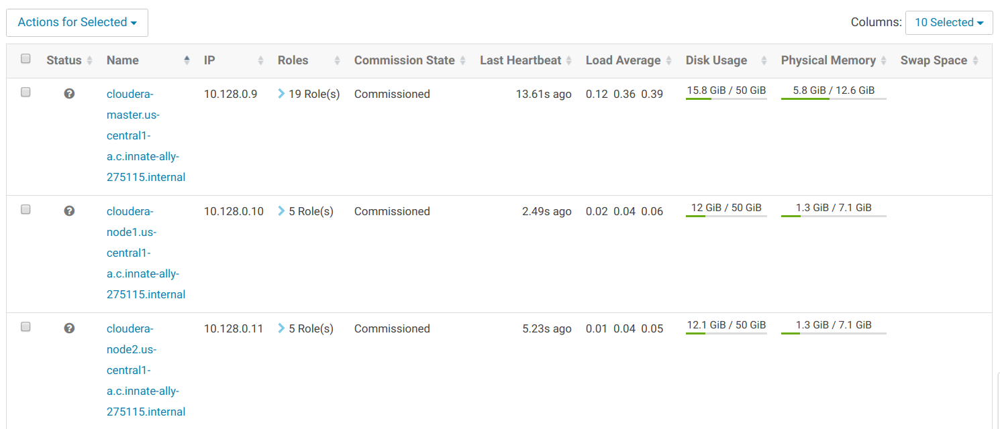 Actions for Selected
Columns: 10 Selected
Status Name IP Roles Commission State Last Heartbeat Load Average Disk Usage Physical Memory Swap Space
cloudera- 10.128.0.9 19 Role(s) Commissioned 13.61s ago 0.12 0.36 0.39 15.8 GiB / 50 GiB 5.8 GiB / 12.6 GiB
master.us-
central1-
a.c.innate-ally-
275115.internal
cloudera- 10.128.0.10 5 Role(s) Commissioned 2.49s ago 0.02 0.04 0.06 12 GiB / 50 GiB 1.3 GiB / 7.1 GiB
node1.us-
central1-
a.c.innate-ally-
275115.internal
cloudera- 10.128.0.11 5 Role(s) Commissioned 5.23s ago 0.01 0.04 0.05 12.1 GiB / 50 GiB 1.3 GiB / 7.1 GiB
node2.us-
central1-
a.c.innate-ally-
275115.internal